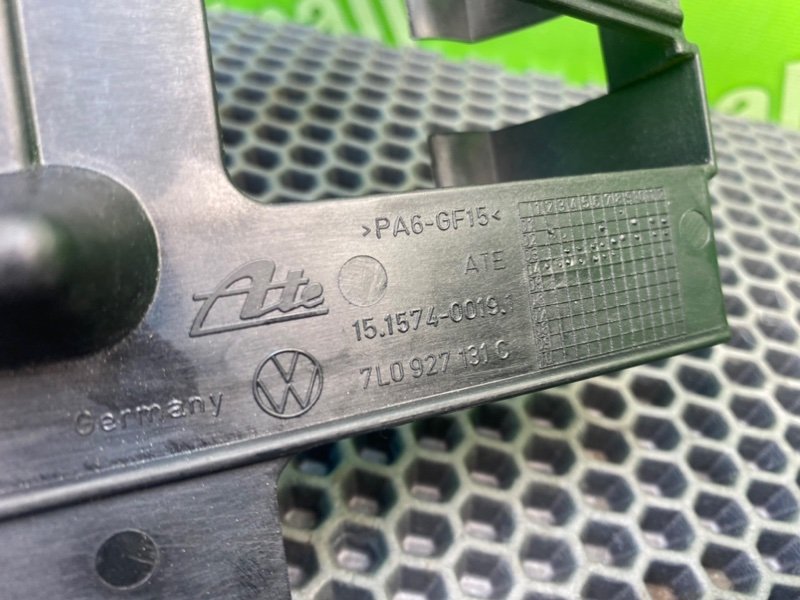 >PA6-GF15<
ATE
Ate
15.1574-0019.1
7L0 927 131 C
Germany